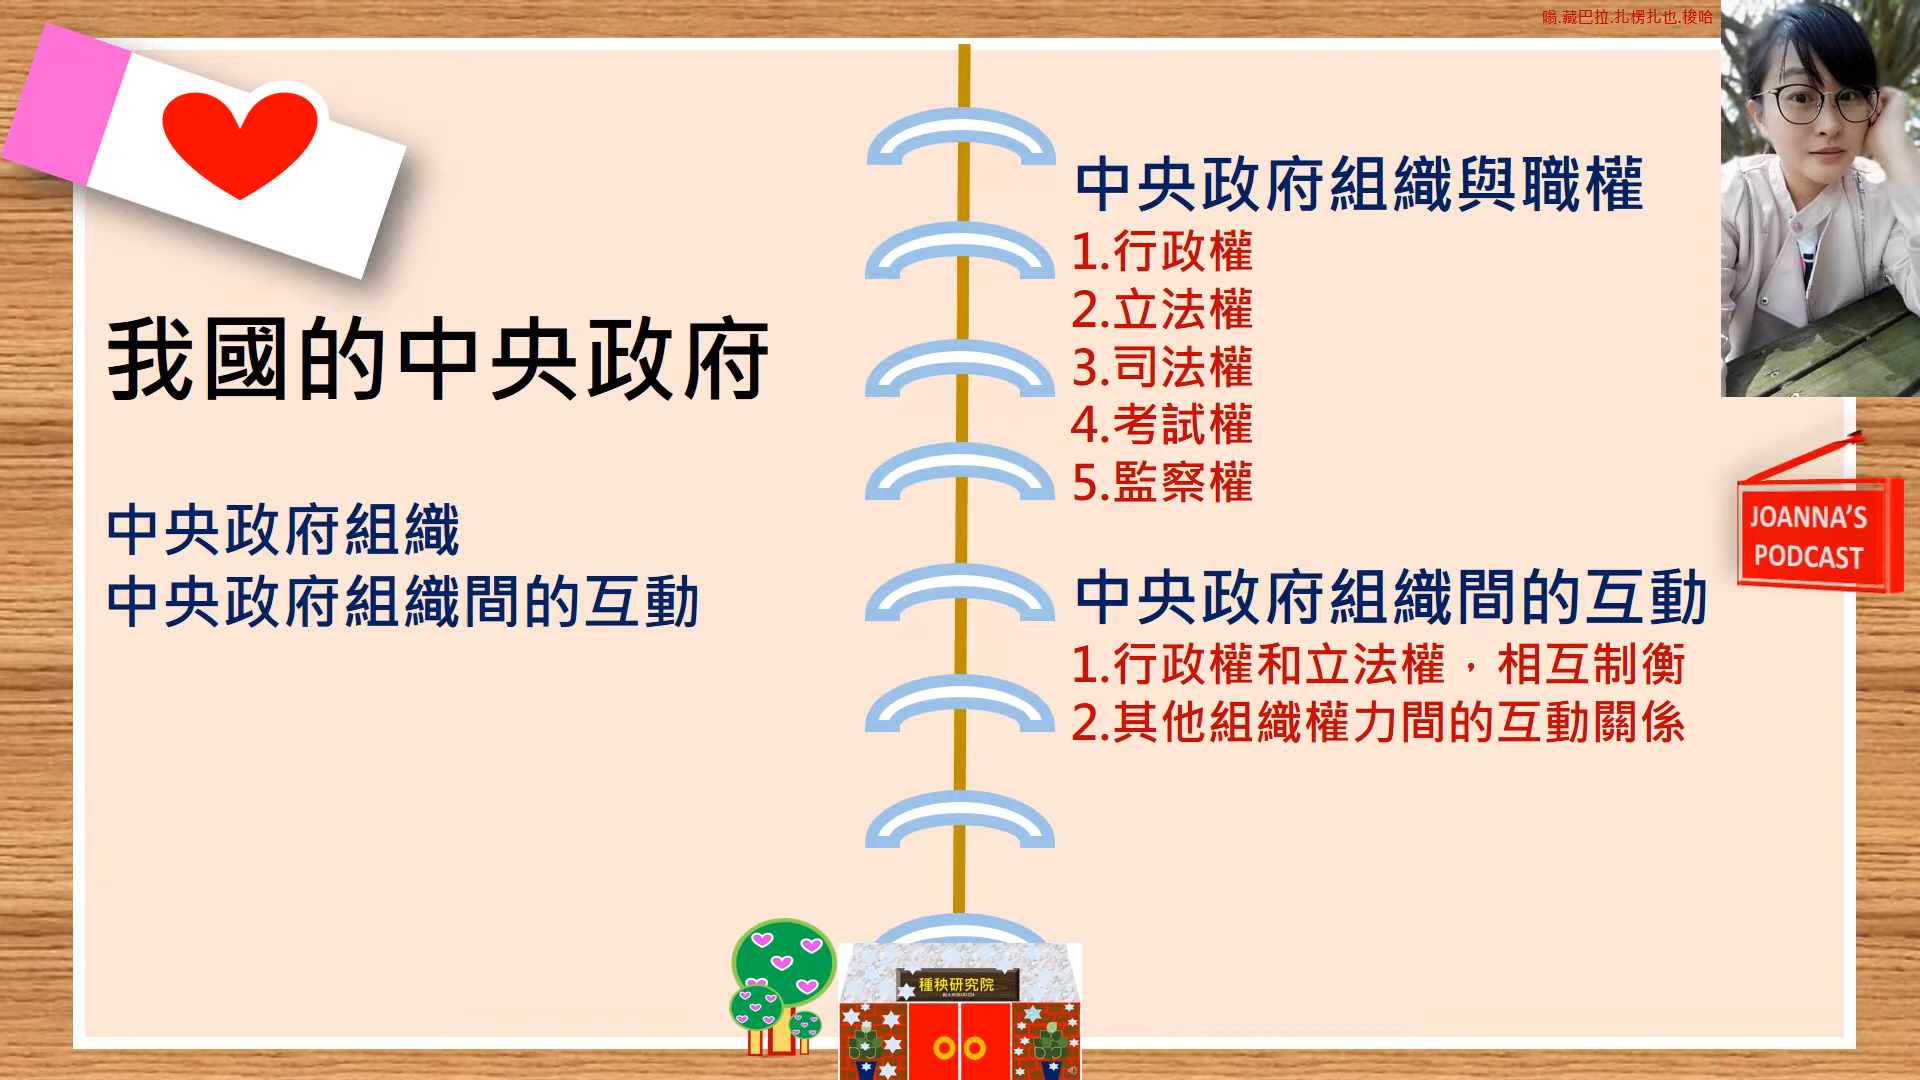 嗡.藏巴拉.扎楞扎也.梭哈
我國的中央政府
中央政府組織
中央政府組織間的互動
中央政府組織與職權
1.行政權
2.立法權
3.司法權
4.考試權
5.監察權
中央政府組織間的互動
1.行政權和立法權，相互制衡
2.其他組織權力間的互動關係
JOANNA'S
PODCAST
種秧研究院